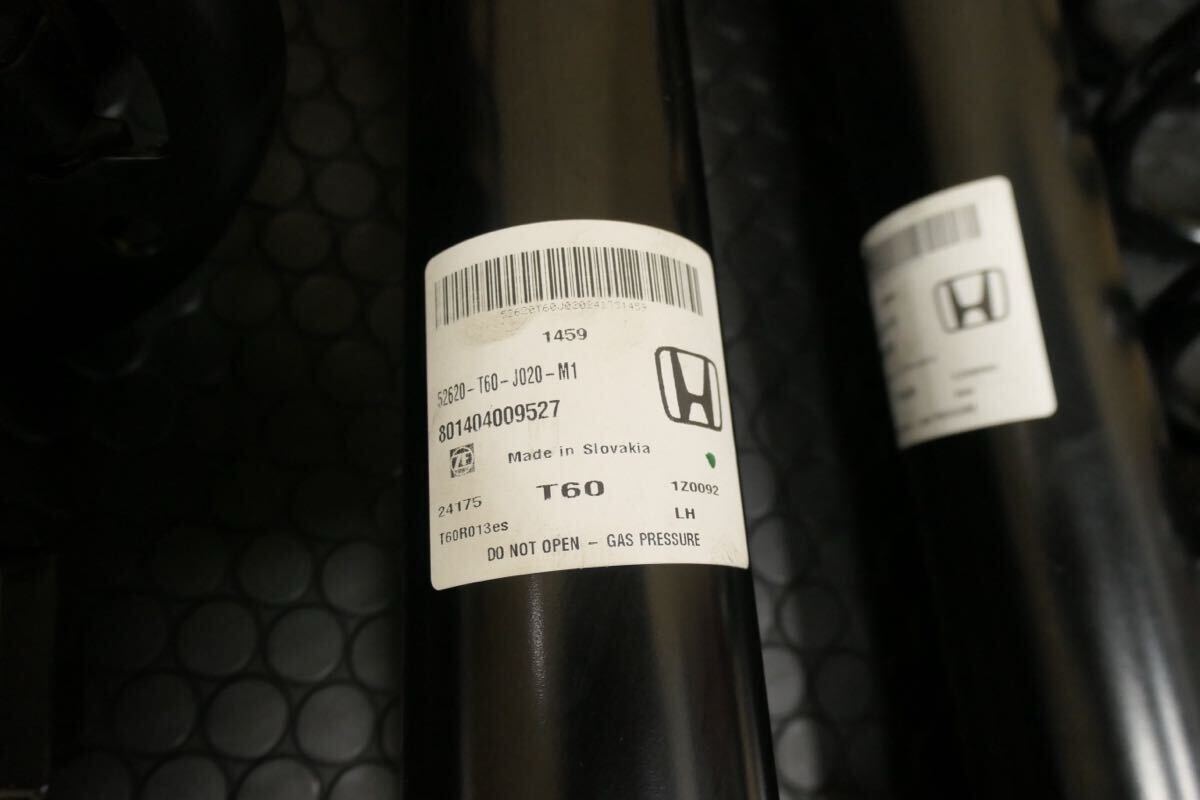 1459
52620-T60-J020-M1
801404009527
ZF
Made in Slovakia
24175
T60
1Z0092
T60R013es
LH
DO NOT OPEN - GAS PRESSURE